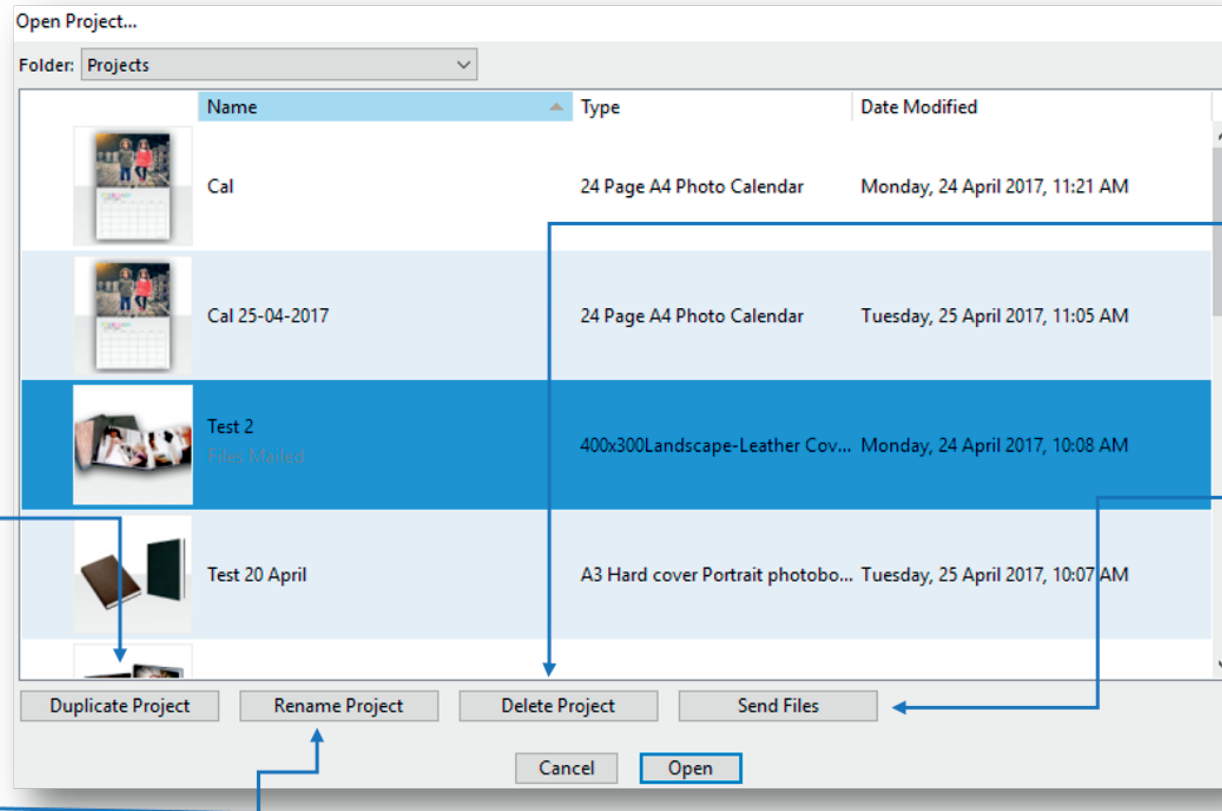 Open Project...
Folder: Projects
Name Type Date Modified
Cal 24 Page A4 Photo Calendar Monday, 24 April 2017, 11:21 AM
Cal 25-04-2017 24 Page A4 Photo Calendar Tuesday, 25 April 2017, 11:05 AM
Test 2
Files Mailed
400x300Landscape-Leather Cov... Monday, 24 April 2017, 10:08 AM
Test 20 April A3 Hard cover Portrait photobo... Tuesday, 25 April 2017, 10:07 AM
Duplicate Project Rename Project Delete Project Send Files
Cancel Open